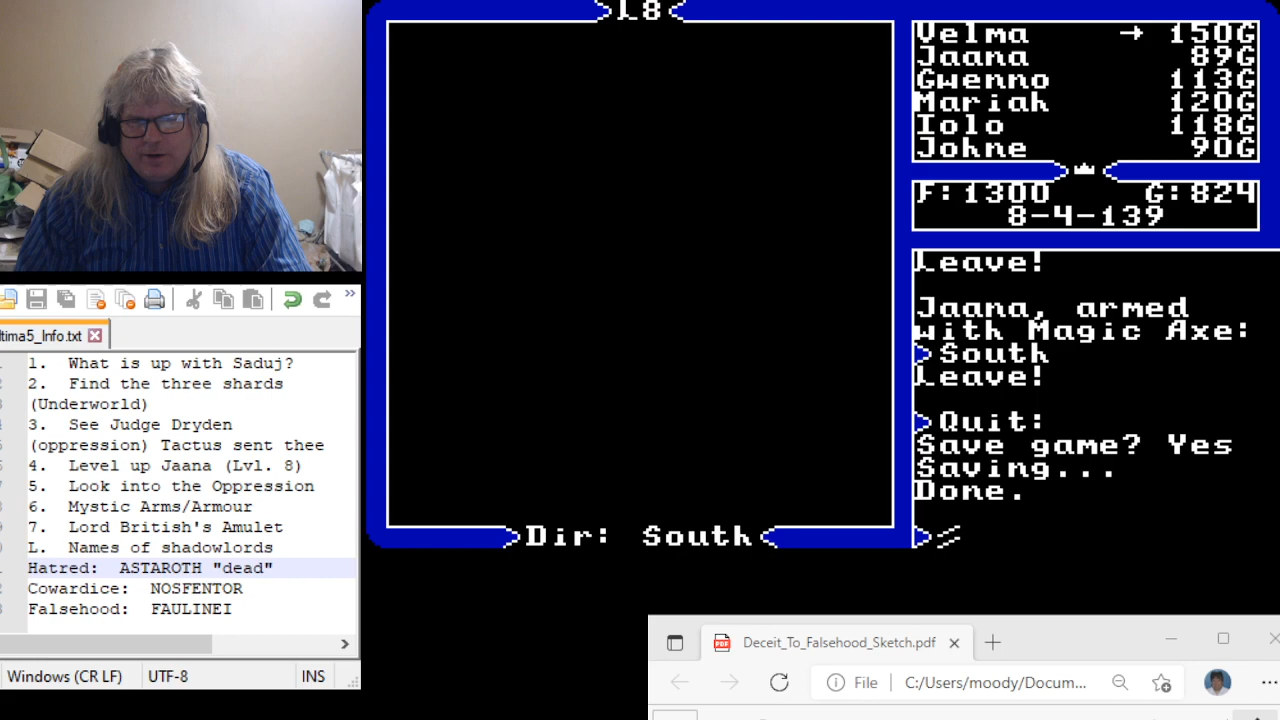 L8
Velma → 150G
Jaana 89G
Gwenno 113G
Mariah 120G
Iolo 118G
Johne 90G
F:1300 G:824
8-4-139
Leave!
Jaana, armed
with Magic Axe:
South
Leave!
Quit:
Save game? Yes
Saving...
Done.
Dir: South
ltima5_Info.txt
1. What is up with Saduj?
2. Find the three shards
(Underworld)
3. See Judge Dryden
(oppression) Tactus sent thee
4. Level up Jaana (Lvl. 8)
5. Look into the Oppression
6. Mystic Arms/Armour
7. Lord British's Amulet
L. Names of shadowlords
Hatred: ASTAROTH "dead"
Cowardice: NOSFENTOR
Falsehood: FAULINEI
Windows (CR LF) UTF-8 INS
Deceit_To_Falsehood_Sketch.pdf
File C:/Users/moody/Docum...